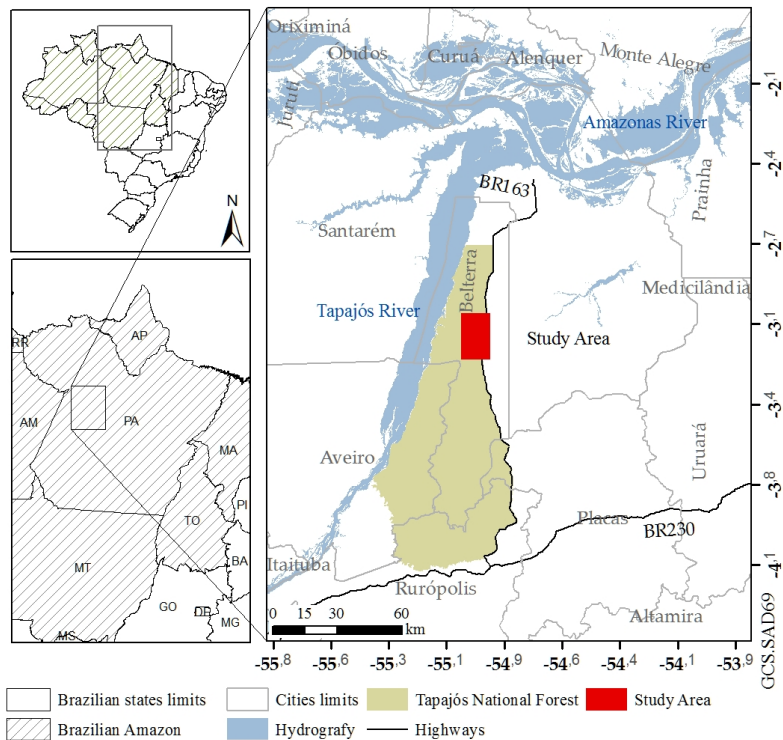 N
RR
AP
AM
PA
MA
PI
TO
BA
MT
GO
DF
MG
MS
Oriximiná
Óbidos
Curuá
Alenquer
Monte Alegre
Juruti
Amazonas River
BR163
Prainha
Santarém
Belterra
Medicilândia
Tapajós River
Study Area
Aveiro
Uruará
Placas
BR230
Itaituba
Rurópolis
Altamira
0 15 30 60
km
-2,1
-2,4
-2,7
-3,1
-3,4
-3,8
-4,1
GCS.SAD69
-55,8 -55,6 -55,3 -55,1 -54,9 -54,6 -54,4 -54,1 -53,9
Brazilian states limits Cities limits Tapajós National Forest Study Area
Brazilian Amazon Hydrografy Highways